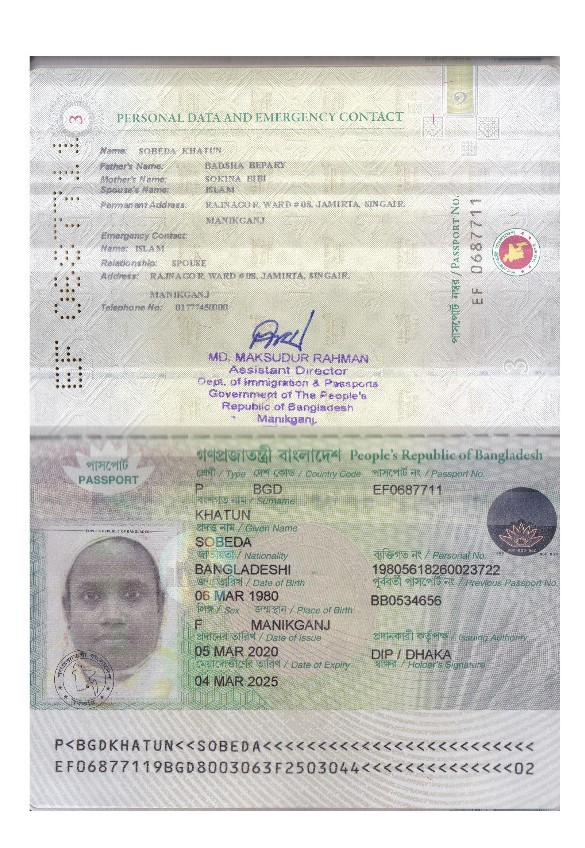 3
PERSONAL DATA AND EMERGENCY CONTACT
Name: SOBEDA KHATUN
Father's Name: BADSHA BEPARY
Mother's Name: SOKINA BIBI
Spouse's Name: ISLAM
Permanent Address: RAJNAGOR, WARD # 08, JAMIRTA, SINGAIR,
MANIKGANJ
Emergency Contact:
Name: ISLAM
Relationship: SPOUSE
Address: RAJNAGOR, WARD # 08, JAMIRTA, SINGAIR,
MANIKGANJ
Telephone No:
পাসপোর্ট নম্বর / PASSPORT No.
EF 0687711
EF 0687711
MD. MAKSUDUR RAHMAN
Assistant Director
Dept. of Immigration & Passports
Government of The People's
Republic of Bangladesh
Manikganj.
গণপ্রজাতন্ত্রী বাংলাদেশ People's Republic of Bangladesh
পাসপোর্ট
PASSPORT
শ্রেণী / Type দেশ কোড / Country Code পাসপোর্ট নং / Passport No.
P BGD EF0687711
বংশগত নাম / Surname
KHATUN
প্রদত্ত নাম / Given Name
SOBEDA
জাতীয়তা / Nationality ব্যক্তিগত নং / Personal No.
BANGLADESHI 19805618260023722
জন্ম তারিখ / Date of Birth পূর্ববর্তী পাসপোর্ট নং / Previous Passport No.
06 MAR 1980 BB0534656
লিঙ্গ / Sex জন্মস্থান / Place of Birth
F MANIKGANJ
প্রদানের তারিখ / Date of Issue প্রদানকারী কর্তৃপক্ষ / Issuing Authority
05 MAR 2020 DIP / DHAKA
মেয়াদোত্তীর্ণের তারিখ / Date of Expiry স্বাক্ষর / Holder's Signature
04 MAR 2025
P<BGDKHATUN<<SOBEDA<<<<<<<<<<<<<<<<<<<<<<<<<
EF06877119BGD8003063F2503044<<<<<<<<<<<<<<02